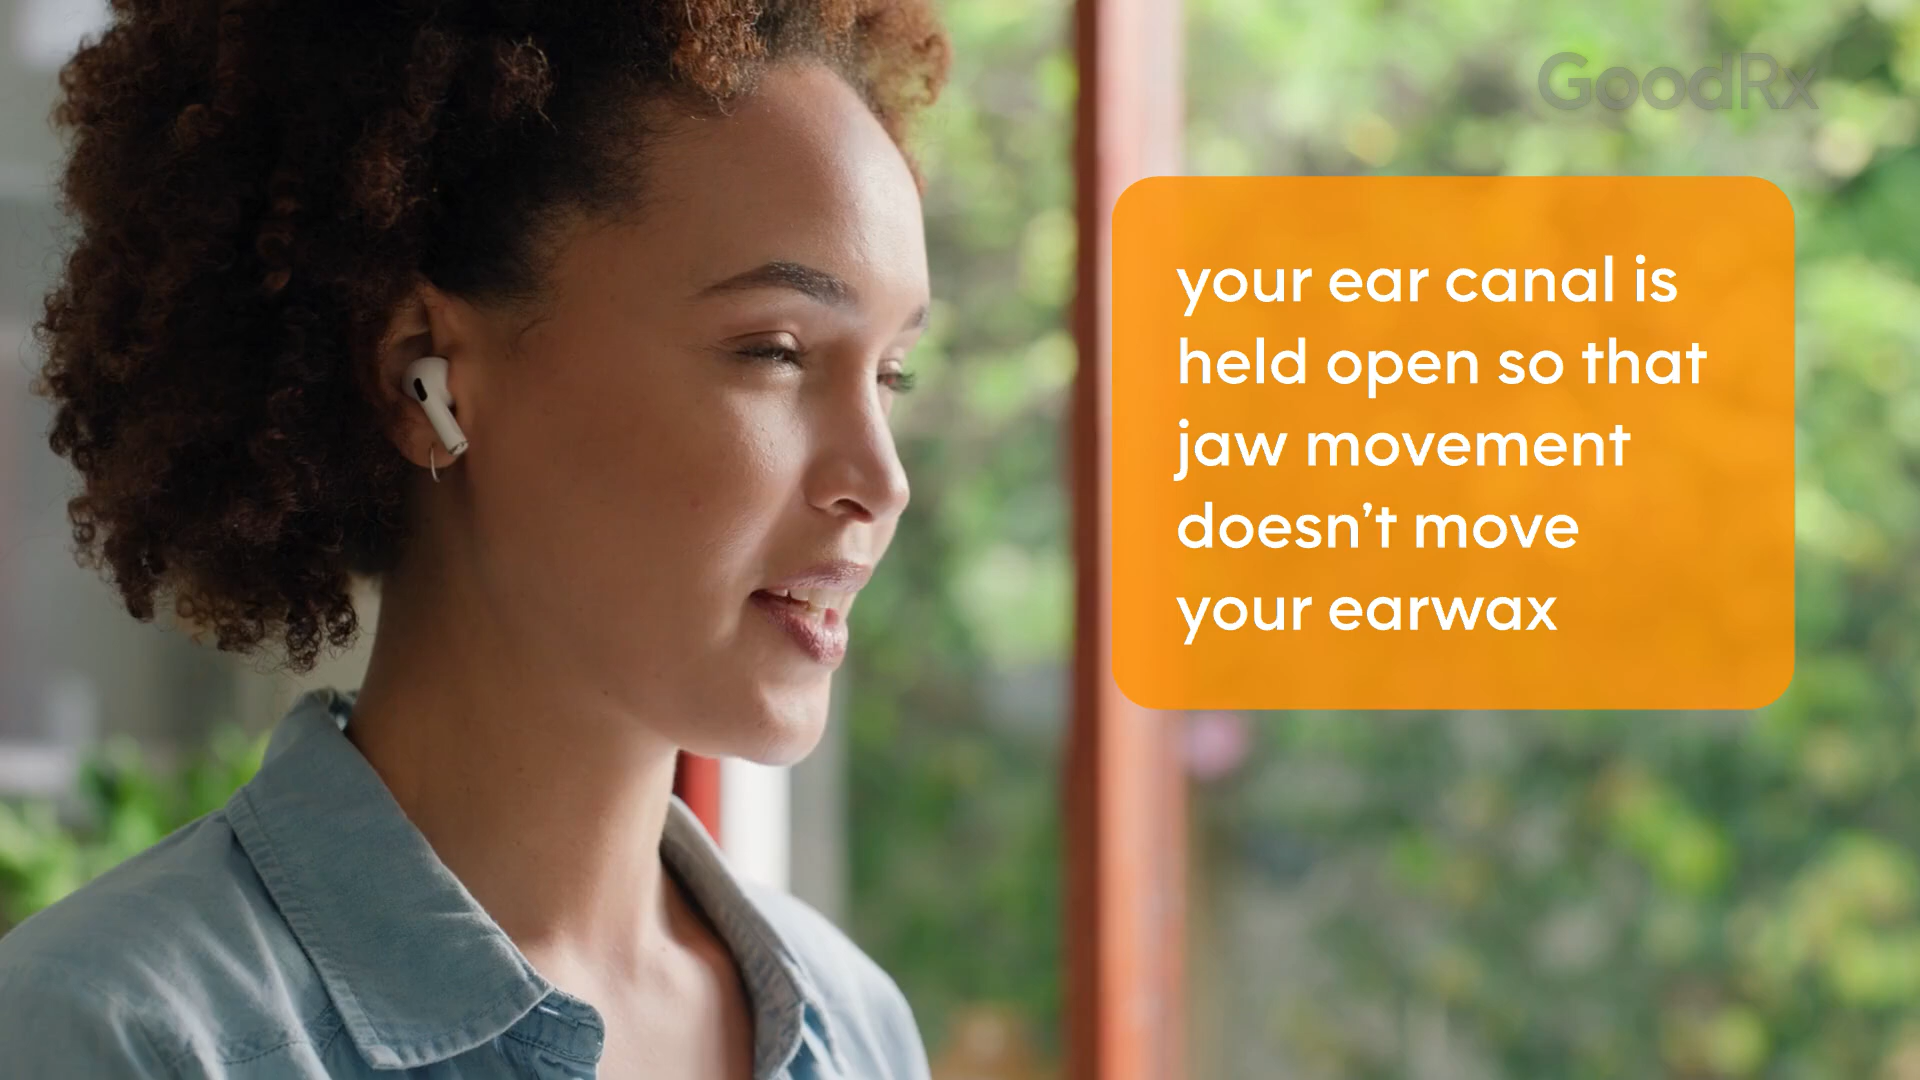 GoodRx
your ear canal is
held open so that
jaw movement
doesn’t move
your earwax